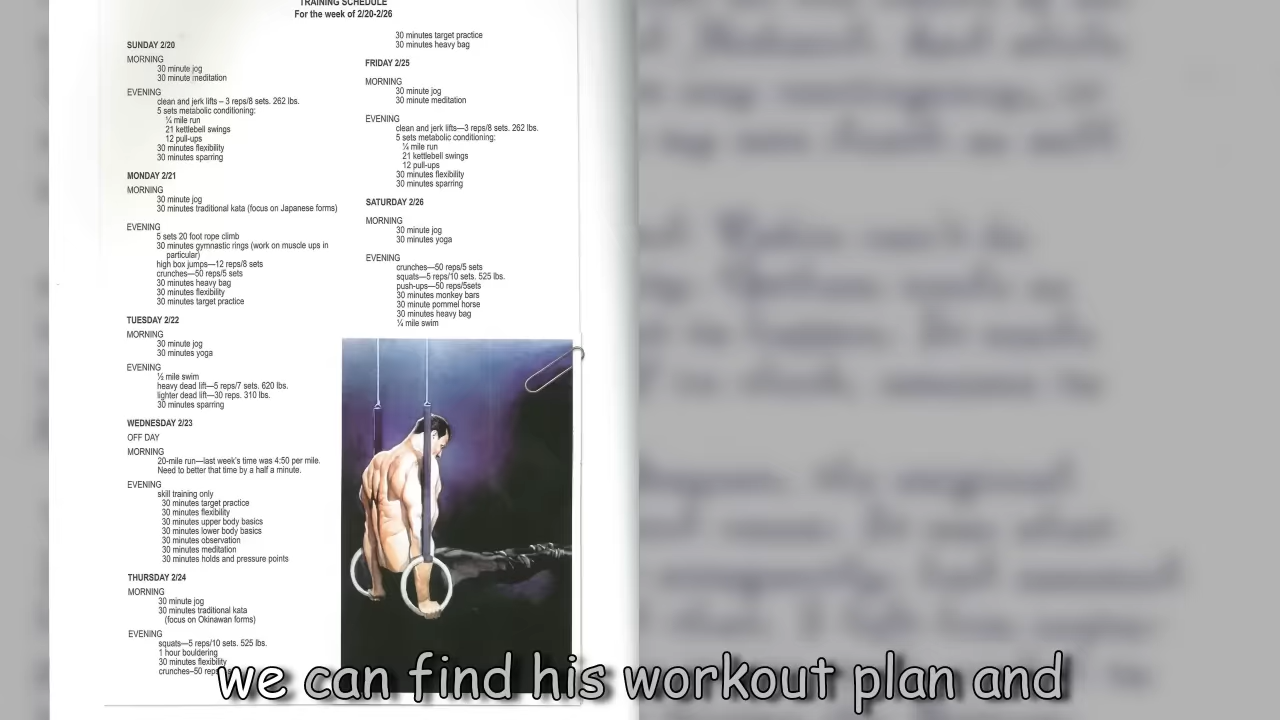 TRAINING SCHEDULE
For the week of 2/20-2/26
SUNDAY 2/20
MORNING
30 minute jog
30 minute meditation
EVENING
clean and jerk lifts – 3 reps/8 sets. 262 lbs.
5 sets metabolic conditioning:
¼ mile run
21 kettlebell swings
12 pull-ups
30 minutes flexibility
30 minutes sparring
MONDAY 2/21
MORNING
30 minute jog
30 minutes traditional kata (focus on Japanese forms)
EVENING
5 sets 20 foot rope climb
30 minutes gymnastic rings (work on muscle ups in
particular)
high box jumps—12 reps/8 sets
crunches—50 reps/5 sets
30 minutes heavy bag
30 minutes flexibility
30 minutes target practice
TUESDAY 2/22
MORNING
30 minute jog
30 minutes yoga
EVENING
½ mile swim
heavy dead lift—5 reps/7 sets. 620 lbs.
lighter dead lift—30 reps. 310 lbs.
30 minutes sparring
WEDNESDAY 2/23
OFF DAY
MORNING
20-mile run—last week's time was 4:50 per mile.
Need to better that time by a half a minute.
EVENING
skill training only
30 minutes target practice
30 minutes flexibility
30 minutes upper body basics
30 minutes lower body basics
30 minutes observation
30 minutes meditation
30 minutes holds and pressure points
THURSDAY 2/24
MORNING
30 minute jog
30 minutes traditional kata
(focus on Okinawan forms)
EVENING
squats—5 reps/10 sets. 525 lbs.
1 hour bouldering
30 minutes flexibility
crunches–50 reps
30 minutes target practice
30 minutes heavy bag
FRIDAY 2/25
MORNING
30 minute jog
30 minute meditation
EVENING
clean and jerk lifts—3 reps/8 sets. 262 lbs.
5 sets metabolic conditioning:
¼ mile run
21 kettlebell swings
12 pull-ups
30 minutes flexibility
30 minutes sparring
SATURDAY 2/26
MORNING
30 minute jog
30 minutes yoga
EVENING
crunches—50 reps/5 sets
squats—5 reps/10 sets. 525 lbs.
push-ups—50 reps/5sets
30 minutes monkey bars
30 minute pommel horse
30 minutes heavy bag
¼ mile swim
we can find his workout plan and